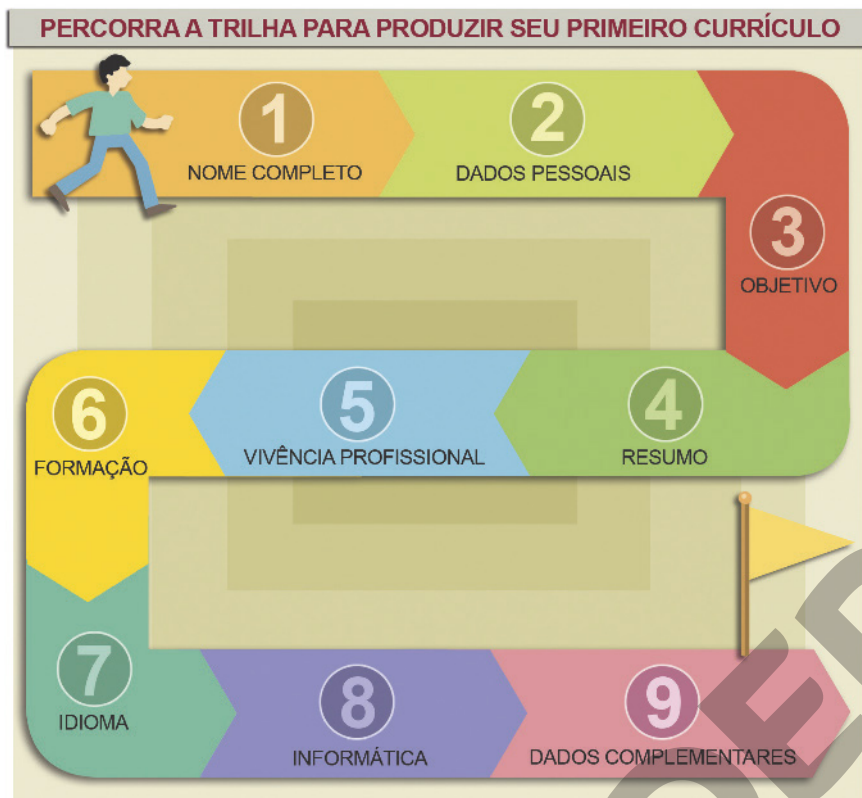 PERCORRA A TRILHA PARA PRODUZIR SEU PRIMEIRO CURRÍCULO
1
NOME COMPLETO
2
DADOS PESSOAIS
3
OBJETIVO
4
RESUMO
5
VIVÊNCIA PROFISSIONAL
6
FORMAÇÃO
7
IDIOMA
8
INFORMÁTICA
9
DADOS COMPLEMENTARES